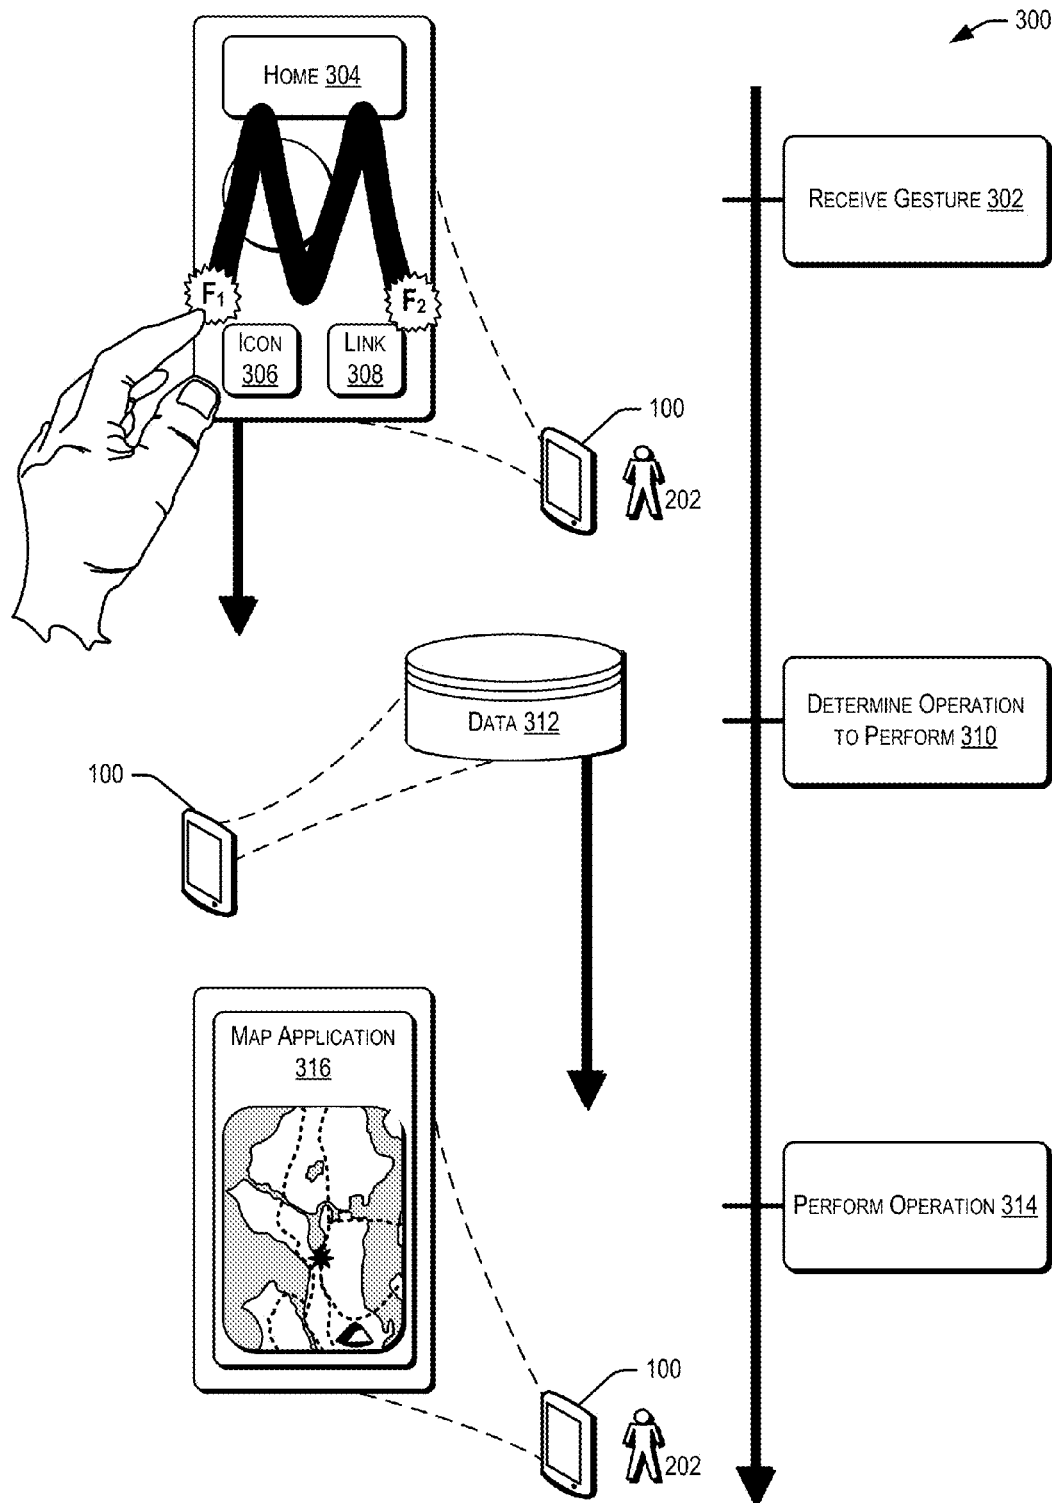 300
HOME 304
RECEIVE GESTURE 302
M
F1
F2
ICON
306
LINK
308
100
202
DETERMINE OPERATION
TO PERFORM 310
DATA 312
100
MAP APPLICATION
316
PERFORM OPERATION 314
100
202